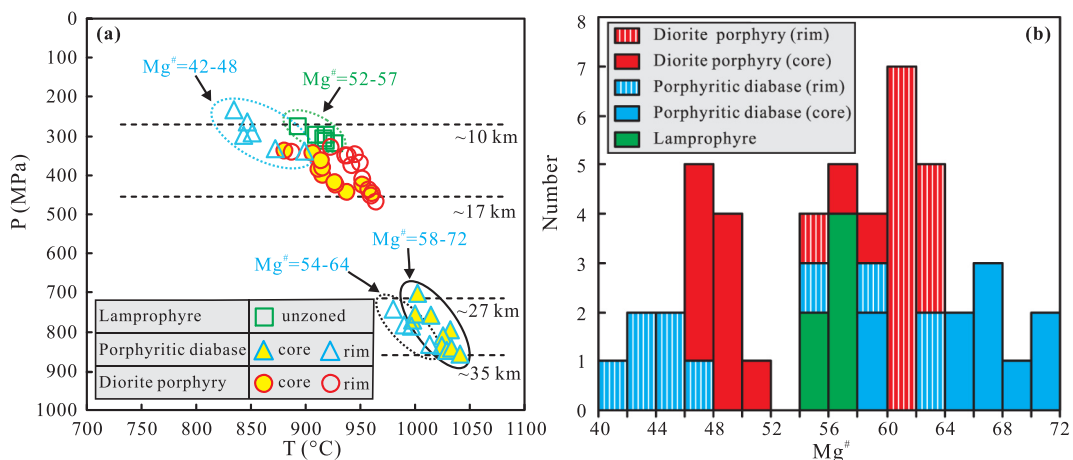 (a)
P (MPa)
0
100
200
300
400
500
600
700
800
900
1000
Mg#=42-48
Mg#=52-57
~10 km
~17 km
Mg#=58-72
Mg#=54-64
~27 km
~35 km
Lamprophyre unzoned
Porphyritic diabase core rim
Diorite porphyry core rim
700 800 850 900 950 1000 1100 1100
T (°C)
(b)
Number
8
7
6
5
4
3
2
1
0
Diorite porphyry (rim)
Diorite porphyry (core)
Porphyritic diabase (rim)
Porphyritic diabase (core)
Lamprophyre
40 44 48 52 56 60 64 68 72
Mg#